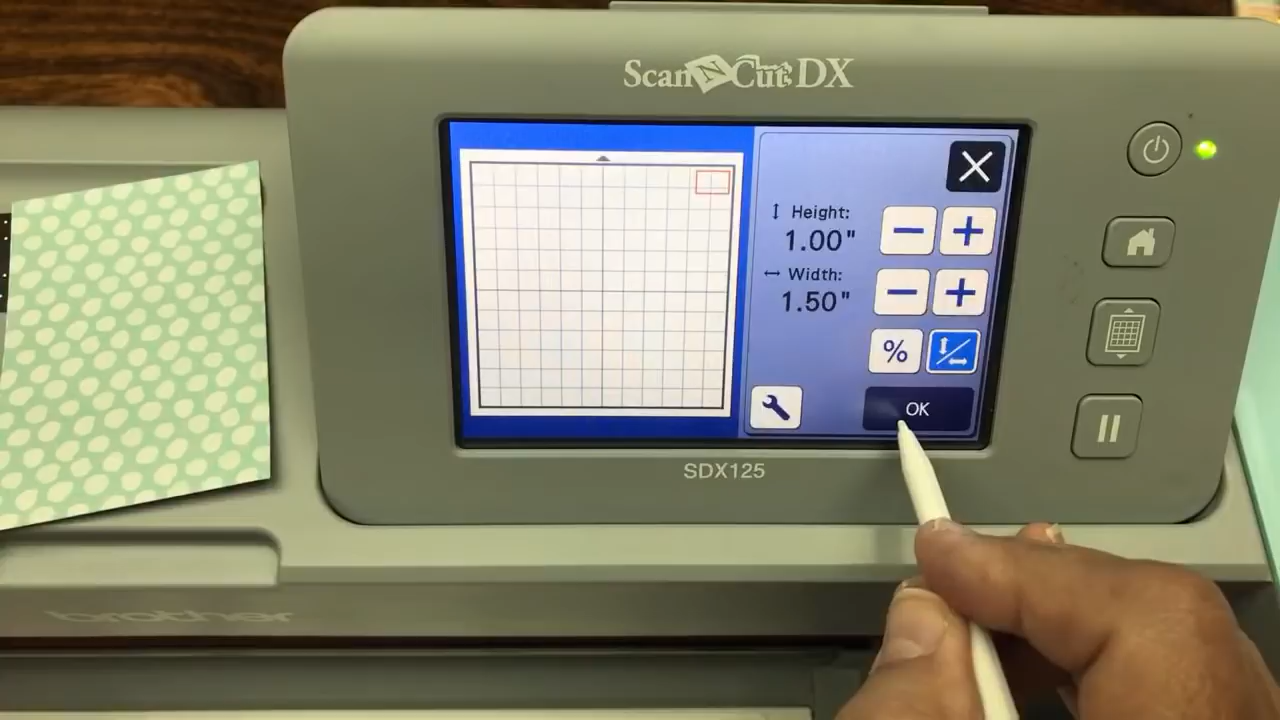 ScanNCut DX
Height:
1.00"
Width:
1.50"
%
OK
SDX125
brother